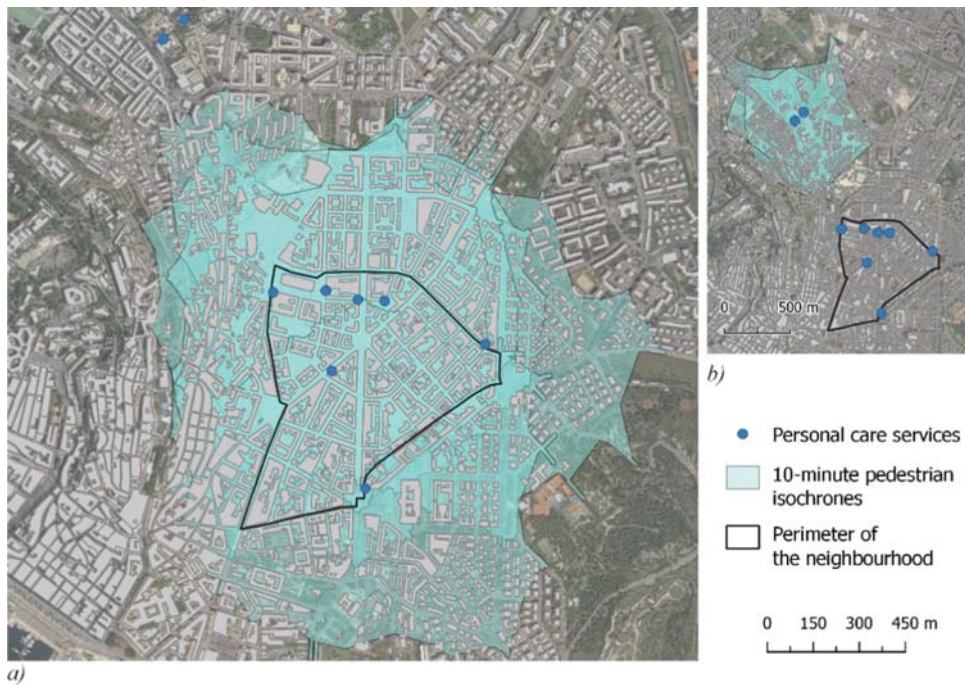 0 500 m
b)
Personal care services
10-minute pedestrian
isochrones
Perimeter of
the neighbourhood
0 150 300 450 m
a)